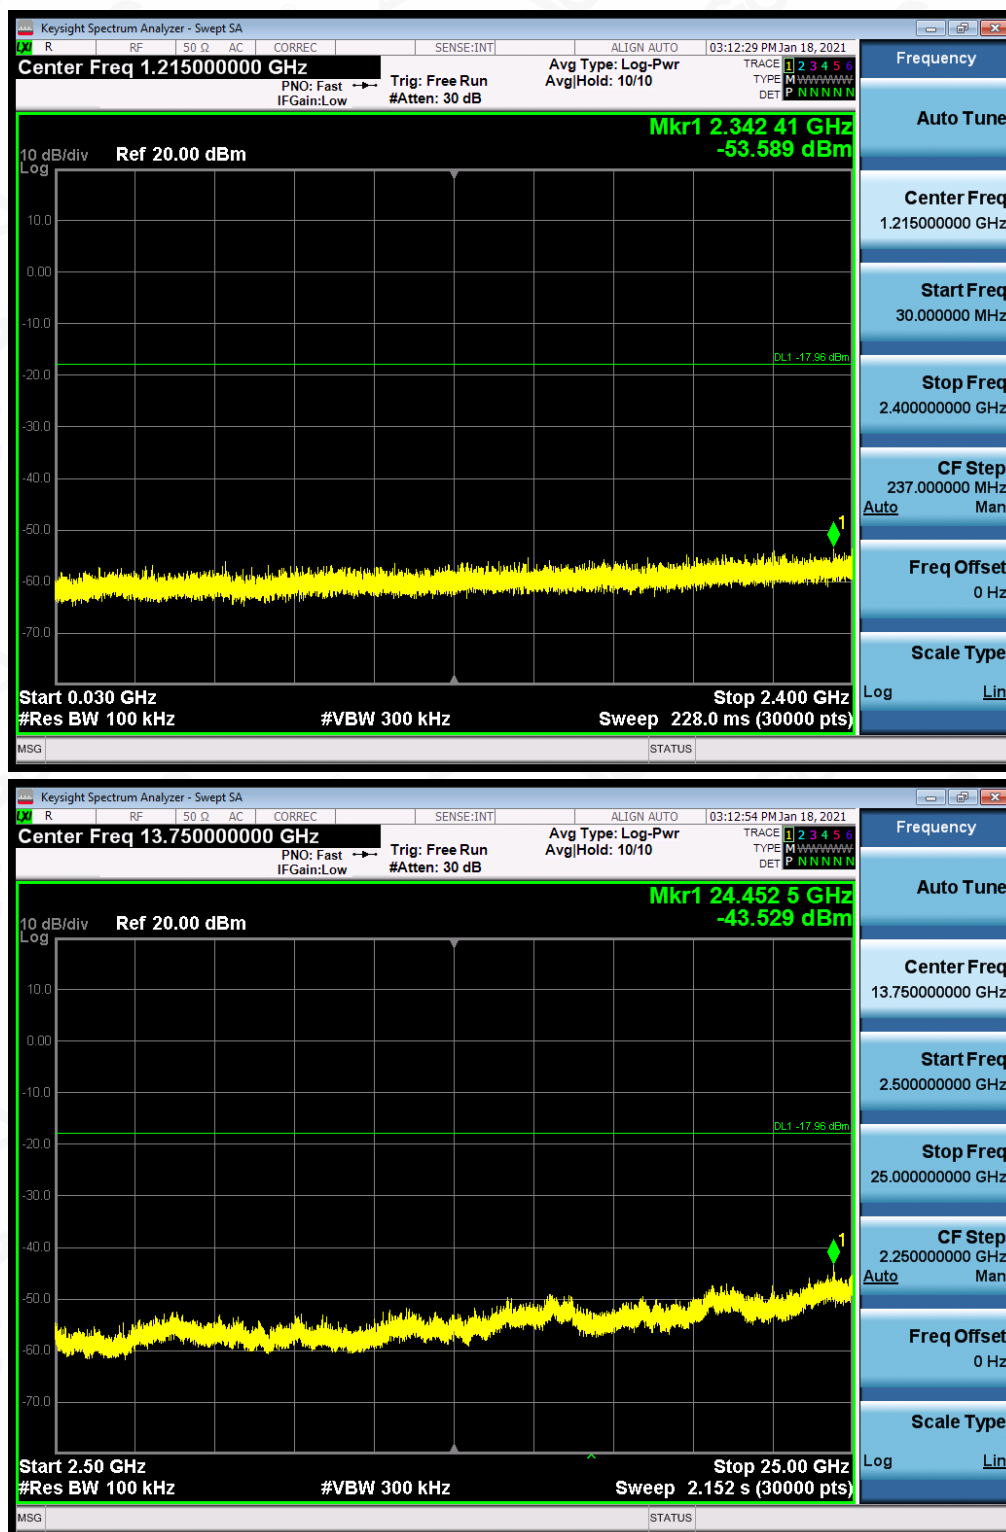 Keysight Spectrum Analyzer - Swept SA
LXI R RF 50 Ω AC CORREC SENSE:INT ALIGN AUTO 03:12:29 PM Jan 18, 2021
Center Freq 1.215000000 GHz
PNO: Fast
IFGain:Low
Trig: Free Run
#Atten: 30 dB
Avg Type: Log-Pwr
Avg|Hold: 10/10
TRACE 1 2 3 4 5 6
TYPE M WWWWW
DET P N N N N N
Frequency
Mkr1 2.342 41 GHz
-53.589 dBm
10 dB/div Ref 20.00 dBm
Log
10.0
0.00
-10.0
DL1 -17.96 dBm
-20.0
-30.0
-40.0
-50.0
1
-60.0
-70.0
Start 0.030 GHz Stop 2.400 GHz
#Res BW 100 kHz #VBW 300 kHz Sweep 228.0 ms (30000 pts)
MSG STATUS
Auto Tune
Center Freq
1.215000000 GHz
Start Freq
30.000000 MHz
Stop Freq
2.400000000 GHz
CF Step
237.000000 MHz
Auto Man
Freq Offset
0 Hz
Scale Type
Log Lin
Keysight Spectrum Analyzer - Swept SA
LXI R RF 50 Ω AC CORREC SENSE:INT ALIGN AUTO 03:12:54 PM Jan 18, 2021
Center Freq 13.750000000 GHz
PNO: Fast
IFGain:Low
Trig: Free Run
#Atten: 30 dB
Avg Type: Log-Pwr
Avg|Hold: 10/10
TRACE 1 2 3 4 5 6
TYPE M WWWWW
DET P N N N N N
Frequency
Mkr1 24.452 5 GHz
-43.529 dBm
10 dB/div Ref 20.00 dBm
Log
10.0
0.00
-10.0
DL1 -17.96 dBm
-20.0
-30.0
-40.0
1
-50.0
-60.0
-70.0
Start 2.50 GHz Stop 25.00 GHz
#Res BW 100 kHz #VBW 300 kHz Sweep 2.152 s (30000 pts)
MSG STATUS
Auto Tune
Center Freq
13.750000000 GHz
Start Freq
2.500000000 GHz
Stop Freq
25.000000000 GHz
CF Step
2.250000000 GHz
Auto Man
Freq Offset
0 Hz
Scale Type
Log Lin